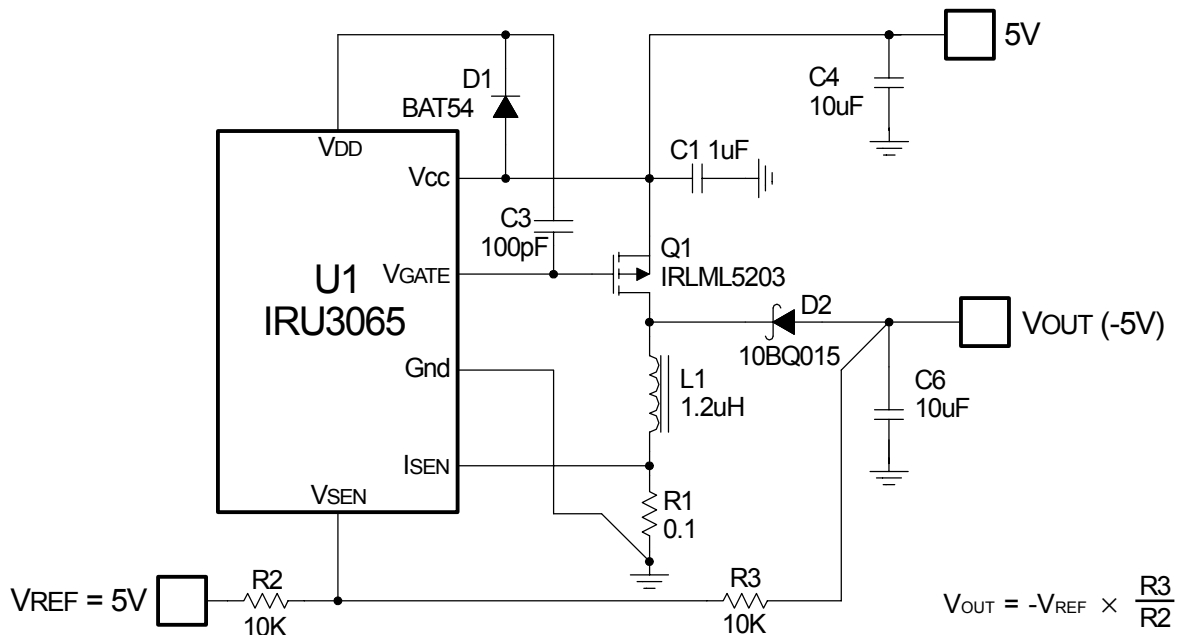 5V
D1
BAT54
C4
10uF
VDD
C1 1uF
Vcc
C3
100pF
Q1
IRLML5203
U1
IRU3065
VGATE
D2
10BQ015
VOUT (-5V)
Gnd
L1
1.2uH
C6
10uF
ISEN
VSEN
R1
0.1
VREF = 5V
R2
10K
R3
10K
VOUT = -VREF × R3
R2